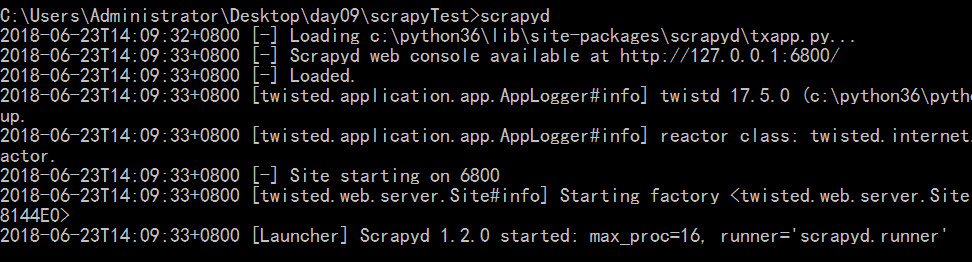 C:\Users\Administrator\Desktop\day09\scrapyTest>scrapyd
2018-06-23T14:09:32+0800 [-] Loading c:\python36\lib\site-packages\scrapyd\txapp.py...
2018-06-23T14:09:33+0800 [-] Scrapyd web console available at http://127.0.0.1:6800/
2018-06-23T14:09:33+0800 [-] Loaded.
2018-06-23T14:09:33+0800 [twisted.application.app.AppLogger#info] twistd 17.5.0 (c:\python36\pytho
up.
2018-06-23T14:09:33+0800 [twisted.application.app.AppLogger#info] reactor class: twisted.internet.
actor.
2018-06-23T14:09:33+0800 [-] Site starting on 6800
2018-06-23T14:09:33+0800 [twisted.web.server.Site#info] Starting factory <twisted.web.server.Site
8144E0>
2018-06-23T14:09:33+0800 [Launcher] Scrapyd 1.2.0 started: max_proc=16, runner='scrapyd.runner'